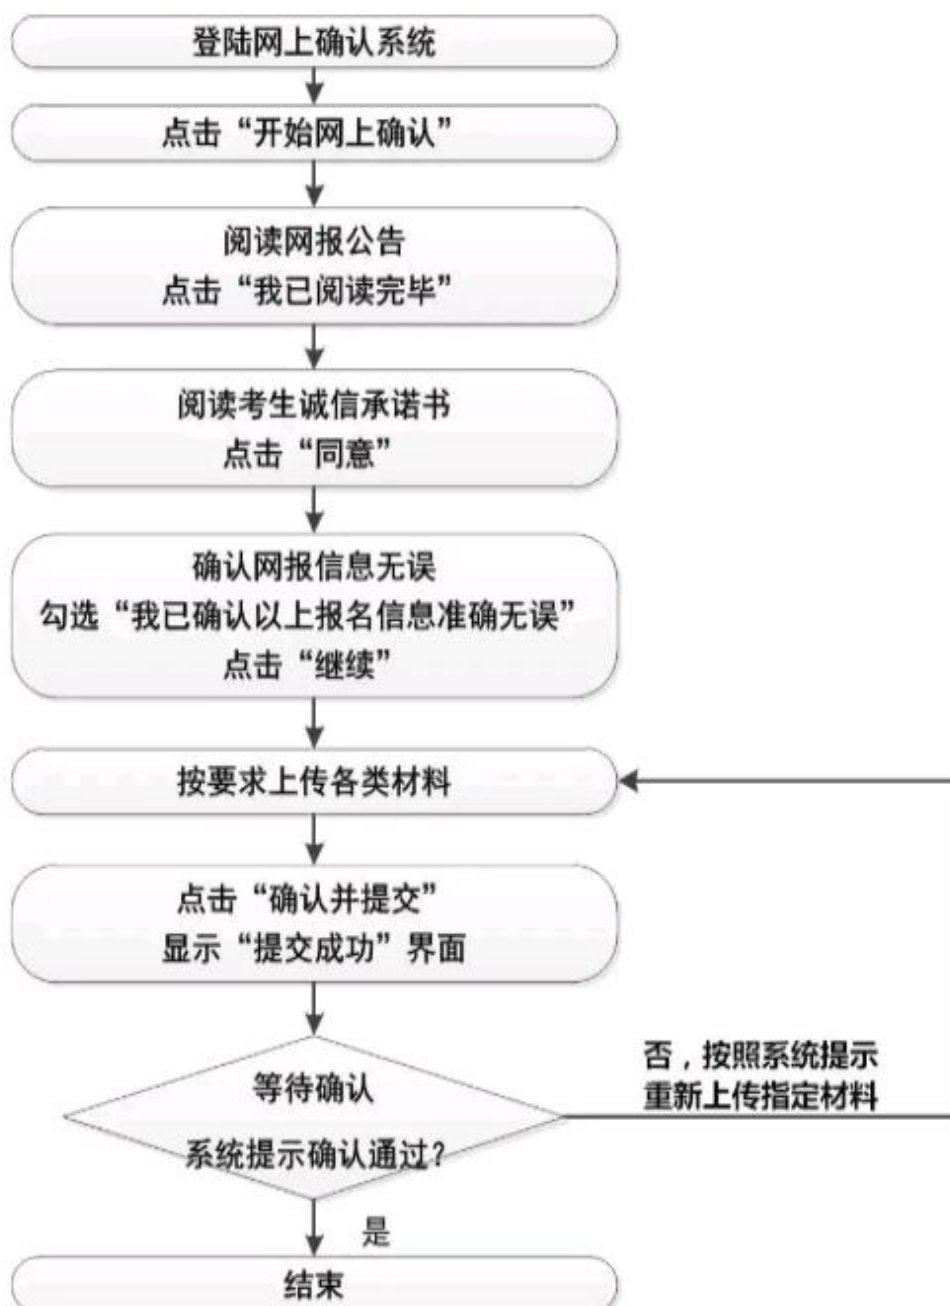 登陆网上确认系统
点击“开始网上确认”
阅读网报公告
点击“我已阅读完毕”
阅读考生诚信承诺书
点击“同意”
确认网报信息无误
勾选“我已确认以上报名信息准确无误”
点击“继续”
按要求上传各类材料
点击“确认并提交”
显示“提交成功”界面
等待确认
系统提示确认通过？
否，按照系统提示
重新上传指定材料
是
结束